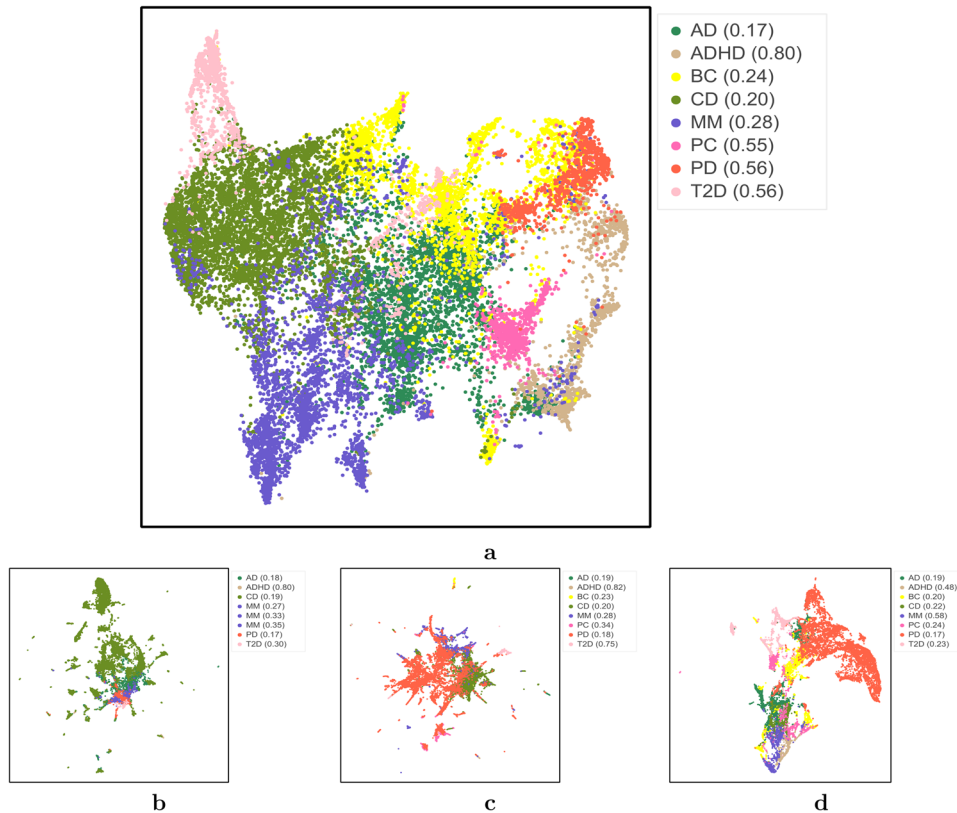 AD (0.17)
ADHD (0.80)
BC (0.24)
CD (0.20)
MM (0.28)
PC (0.55)
PD (0.56)
T2D (0.56)
a
AD (0.18)
ADHD (0.80)
CD (0.19)
MM (0.27)
MM (0.33)
MM (0.35)
PD (0.17)
T2D (0.30)
b
AD (0.19)
ADHD (0.82)
BC (0.23)
CD (0.20)
MM (0.28)
PC (0.34)
PD (0.18)
T2D (0.75)
c
AD (0.19)
ADHD (0.48)
BC (0.20)
CD (0.22)
MM (0.58)
PC (0.24)
PD (0.17)
T2D (0.23)
d